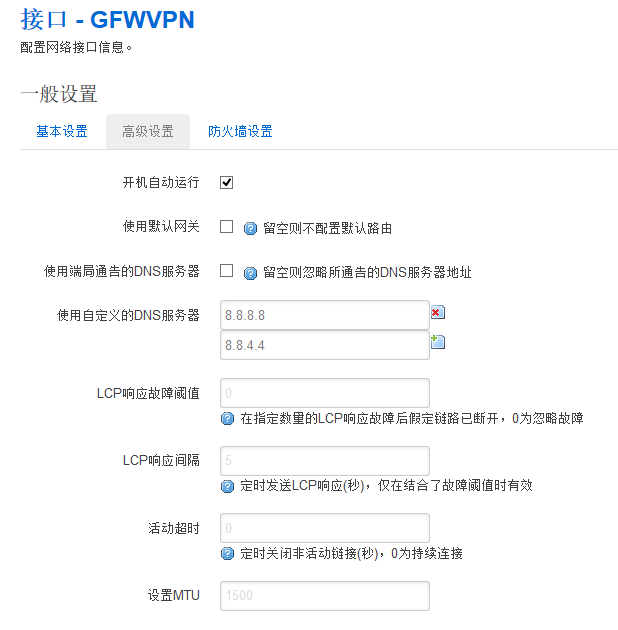 接口 - GFWVPN
配置网络接口信息。
一般设置
基本设置 高级设置 防火墙设置
开机自动运行
使用默认网关 留空则不配置默认路由
使用端局通告的DNS服务器 留空则忽略所通告的DNS服务器地址
使用自定义的DNS服务器 8.8.8.8
8.8.4.4
LCP响应故障阈值 0
在指定数量的LCP响应故障后假定链路已断开，0为忽略故障
LCP响应间隔 5
定时发送LCP响应(秒)，仅在结合了故障阈值时有效
活动超时 0
定时关闭非活动链接(秒)，0为持续连接
设置MTU 1500